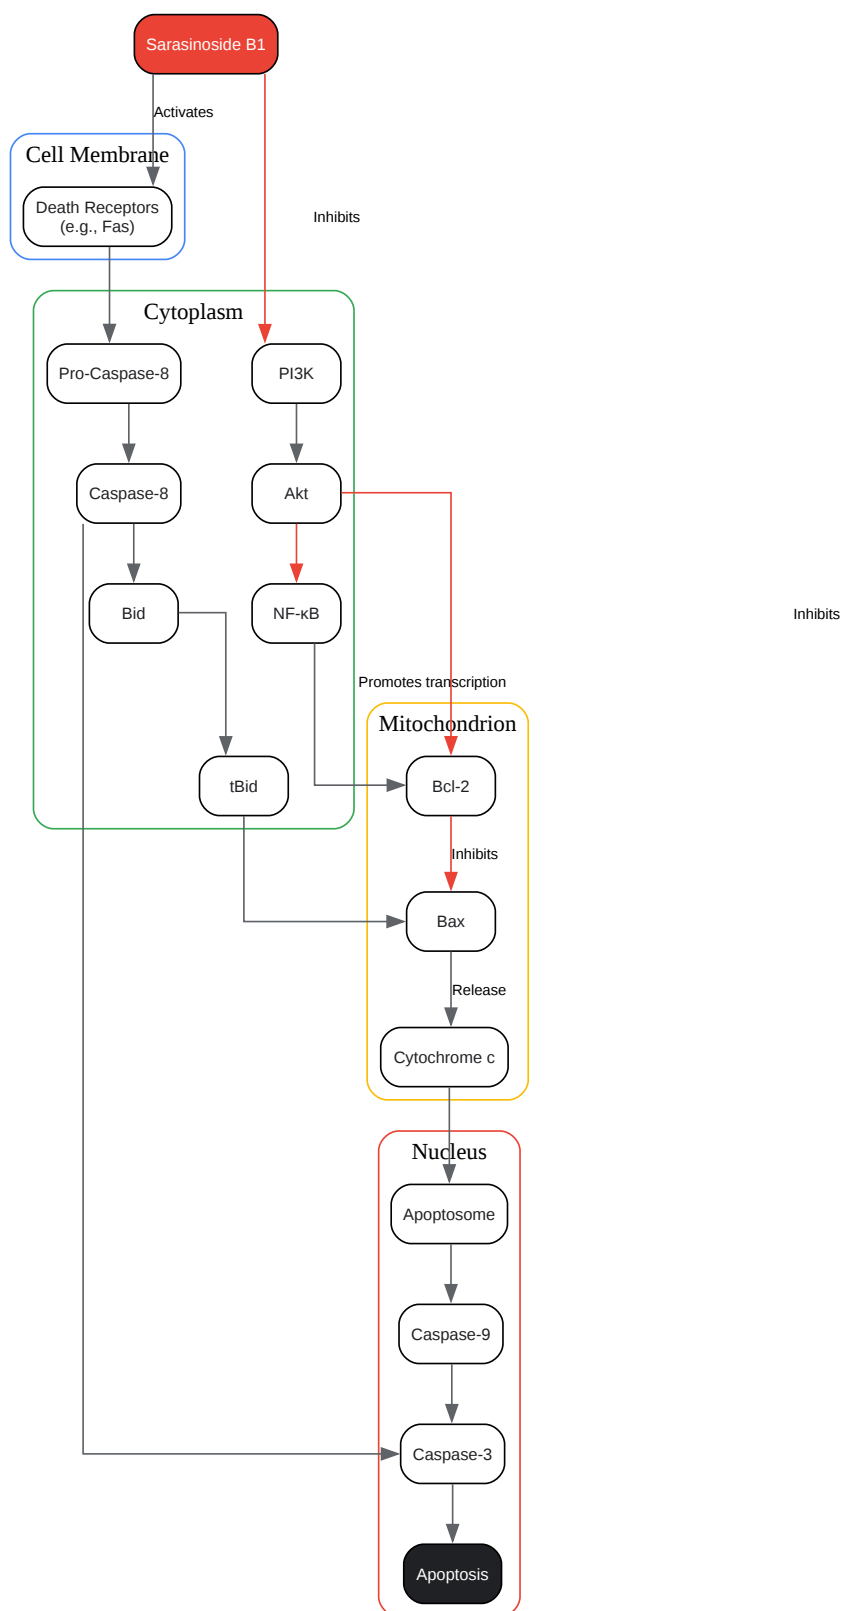 Sarasinoside B1
Activates
Cell Membrane
Death Receptors
(e.g., Fas)
Inhibits
Cytoplasm
Pro-Caspase-8
PI3K
Caspase-8
Akt
Bid
NF-κB
Inhibits
Promotes transcription
Mitochondrion
tBid
Bcl-2
Inhibits
Bax
Release
Cytochrome c
Nucleus
Apoptosome
Caspase-9
Caspase-3
Apoptosis